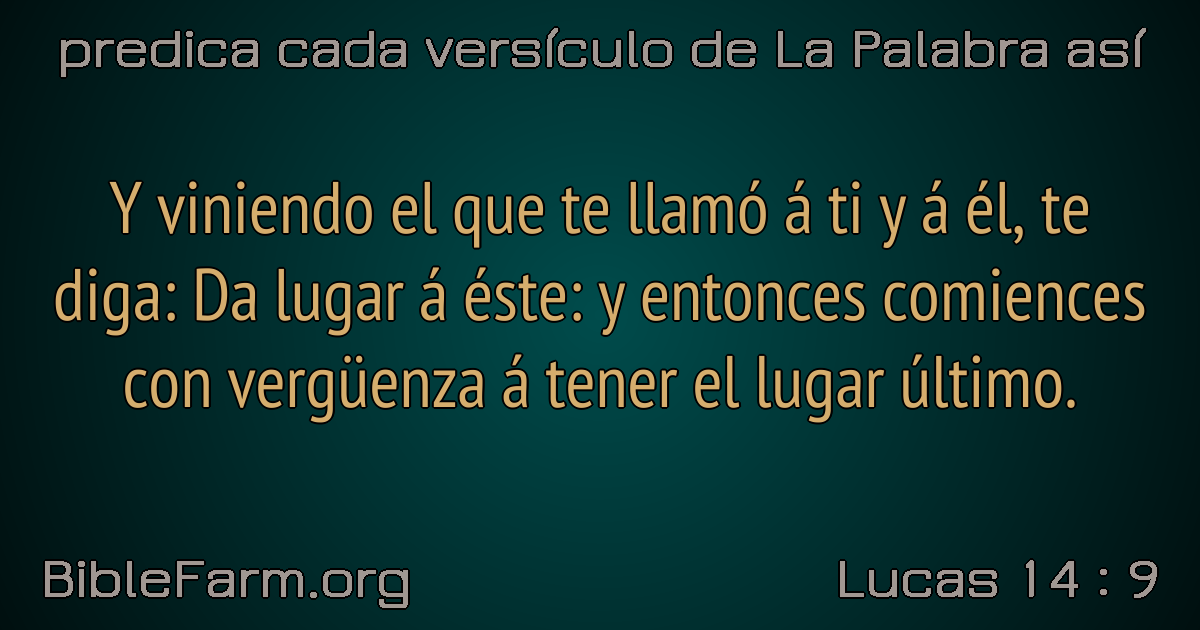 predica cada versículo de La Palabra así
Y viniendo el que te llamó á ti y á él, te
diga: Da lugar á éste: y entonces comiences
con vergüenza á tener el lugar último.
BibleFarm.org
Lucas 14 : 9